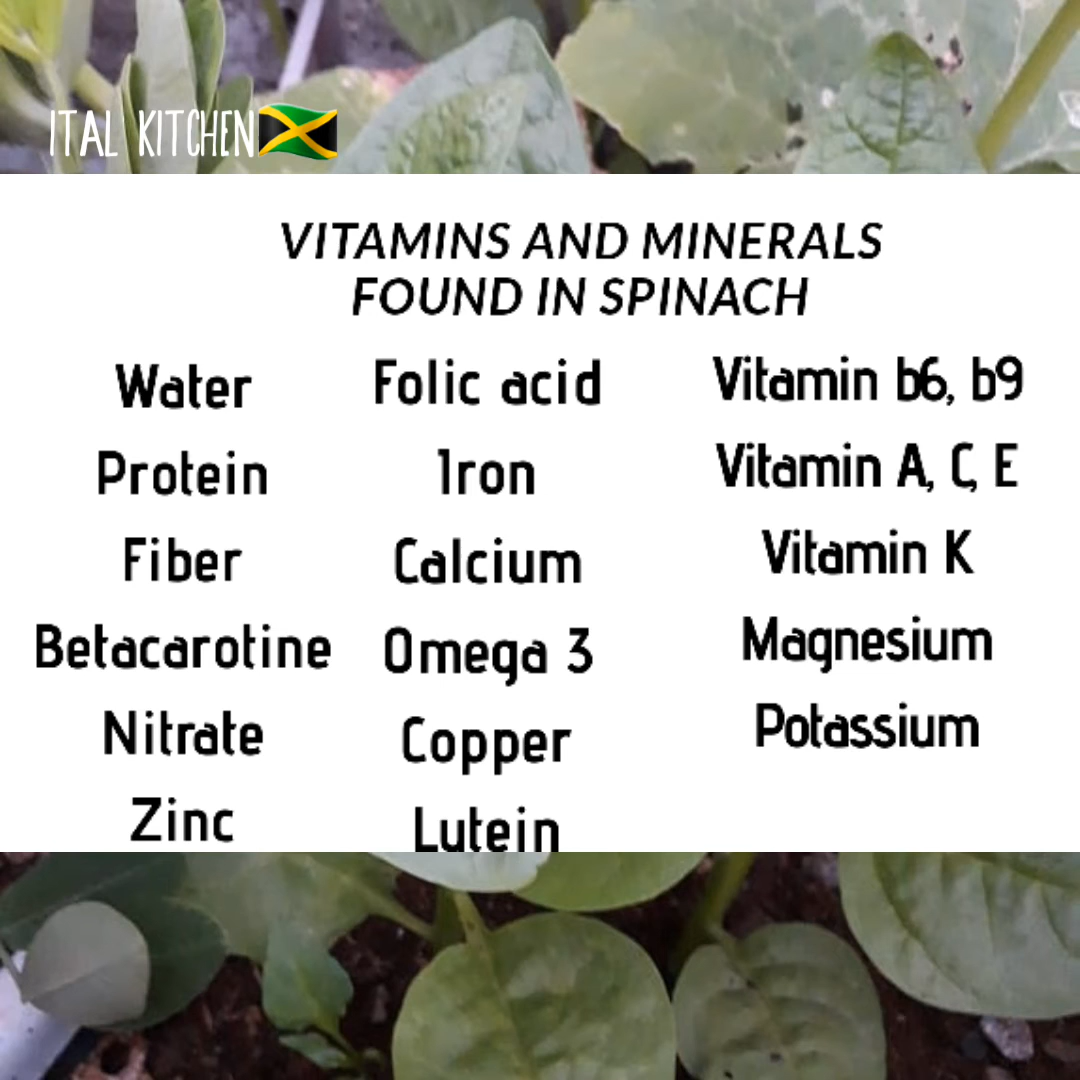 ITAL KITCHEN🇯🇲
VITAMINS AND MINERALS
FOUND IN SPINACH
Water
Protein
Fiber
Betacarotine
Nitrate
Zinc
Folic acid
Iron
Calcium
Omega 3
Copper
Lutein
Vitamin b6, b9
Vitamin A, C, E
Vitamin K
Magnesium
Potassium